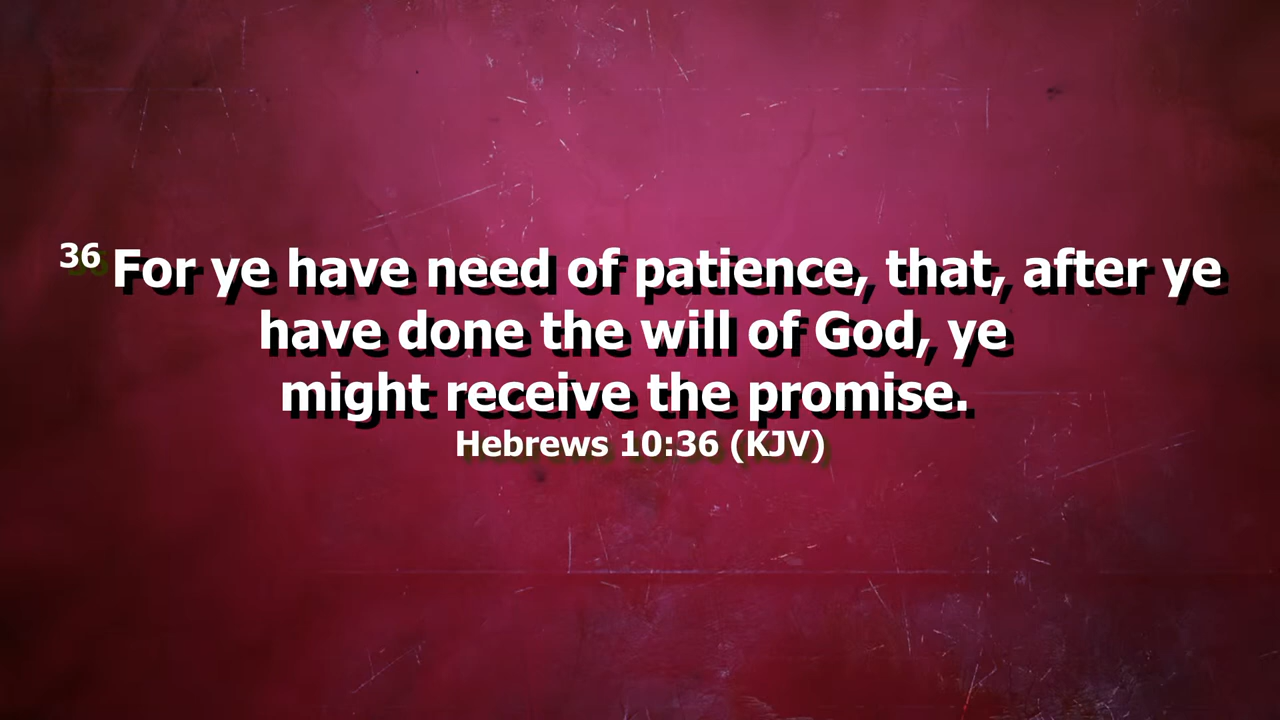 36 For ye have need of patience, that, after ye
have done the will of God, ye
might receive the promise.
Hebrews 10:36 (KJV)